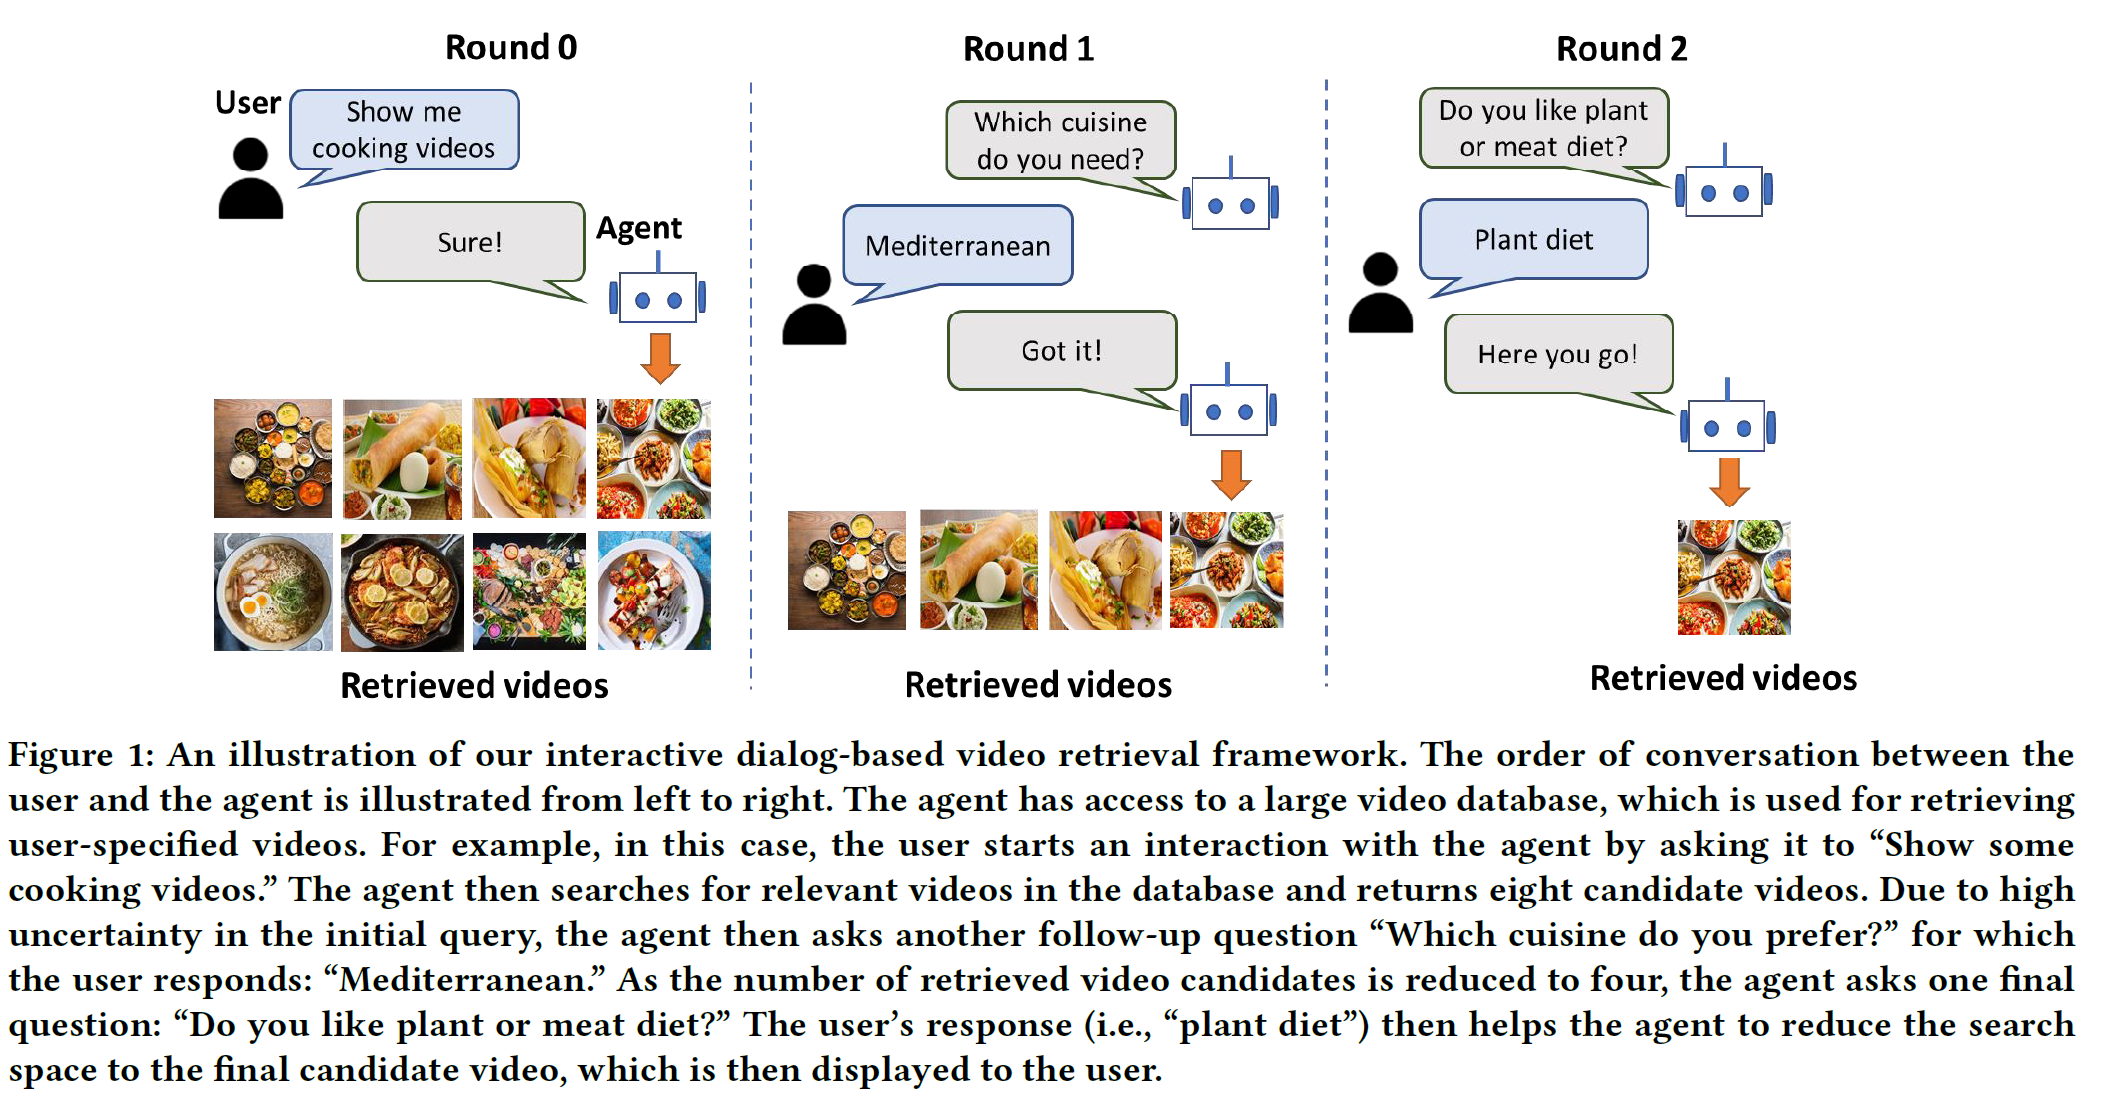 Round 0
User
Show me
cooking videos
Sure!
Agent
Retrieved videos
Round 1
Which cuisine
do you need?
Mediterranean
Got it!
Retrieved videos
Round 2
Do you like plant
or meat diet?
Plant diet
Here you go!
Retrieved videos
Figure 1: An illustration of our interactive dialog-based video retrieval framework. The order of conversation between the
user and the agent is illustrated from left to right. The agent has access to a large video database, which is used for retrieving
user-specified videos. For example, in this case, the user starts an interaction with the agent by asking it to “Show some
cooking videos.” The agent then searches for relevant videos in the database and returns eight candidate videos. Due to high
uncertainty in the initial query, the agent then asks another follow-up question “Which cuisine do you prefer?” for which
the user responds: “Mediterranean.” As the number of retrieved video candidates is reduced to four, the agent asks one final
question: “Do you like plant or meat diet?” The user’s response (i.e., “plant diet”) then helps the agent to reduce the search
space to the final candidate video, which is then displayed to the user.